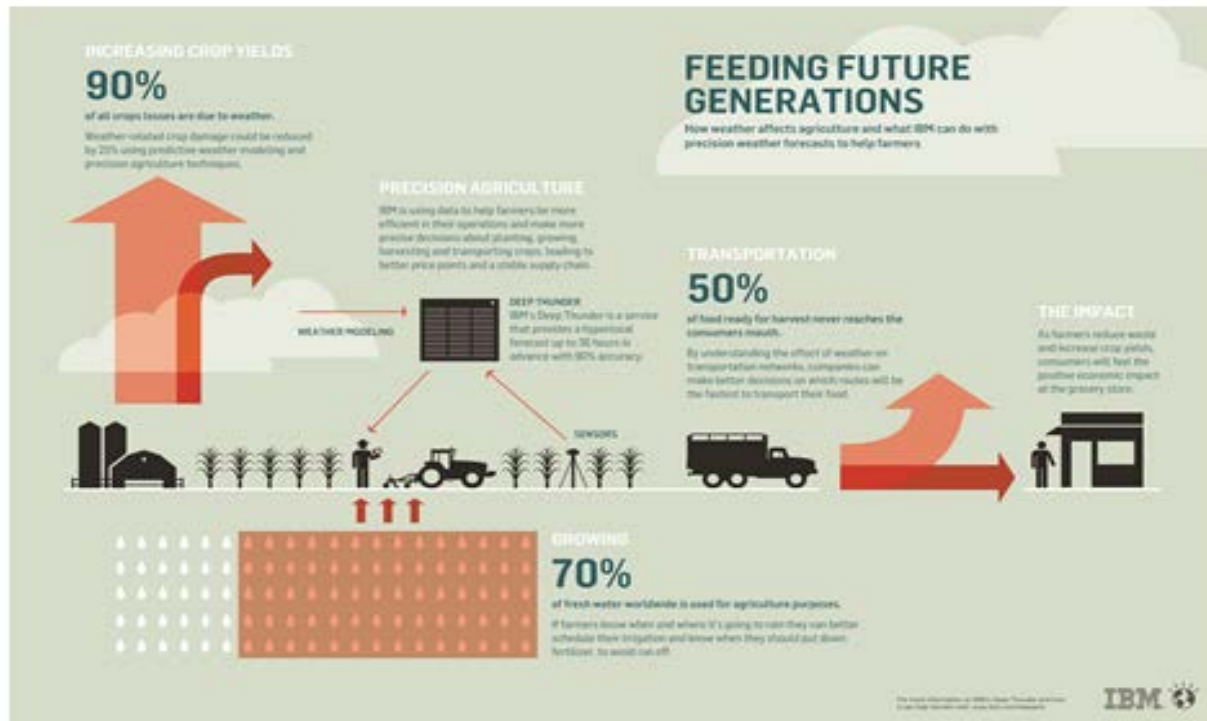 INCREASING CROP YIELDS
90%
of all crops losses are due to weather.
Weather-related crop damage could be reduced
by 25% using predictive weather modeling and
precision agriculture techniques.
FEEDING FUTURE
GENERATIONS
How weather affects agriculture and what IBM can do with
precision weather forecasts to help farmers
PRECISION AGRICULTURE
IBM is using data to help farmers be more
efficient in their operations and make more
precise decisions about planting, growing,
harvesting and transporting crops, leading to
better price points and a stable supply chain.
WEATHER MODELING
DEEP THUNDER
IBM's Deep Thunder is a service
that provides a hyperlocal
forecast up to 36 hours in
advance with 90% accuracy.
SENSORS
TRANSPORTATION
50%
of food ready for harvest never reaches the
consumers mouth.
By understanding the effect of weather on
transportation networks, companies can
make better decisions on which routes will be
the fastest to transport their food.
THE IMPACT
As farmers reduce waste
and increase crop yields,
consumers will feel the
positive economic impact
at the grocery store.
GROWING
70%
of fresh water worldwide is used for agriculture purposes.
If farmers know when and where it's going to rain they can better
schedule their irrigation and know when they should put down
fertilizer, to avoid run off.
IBM